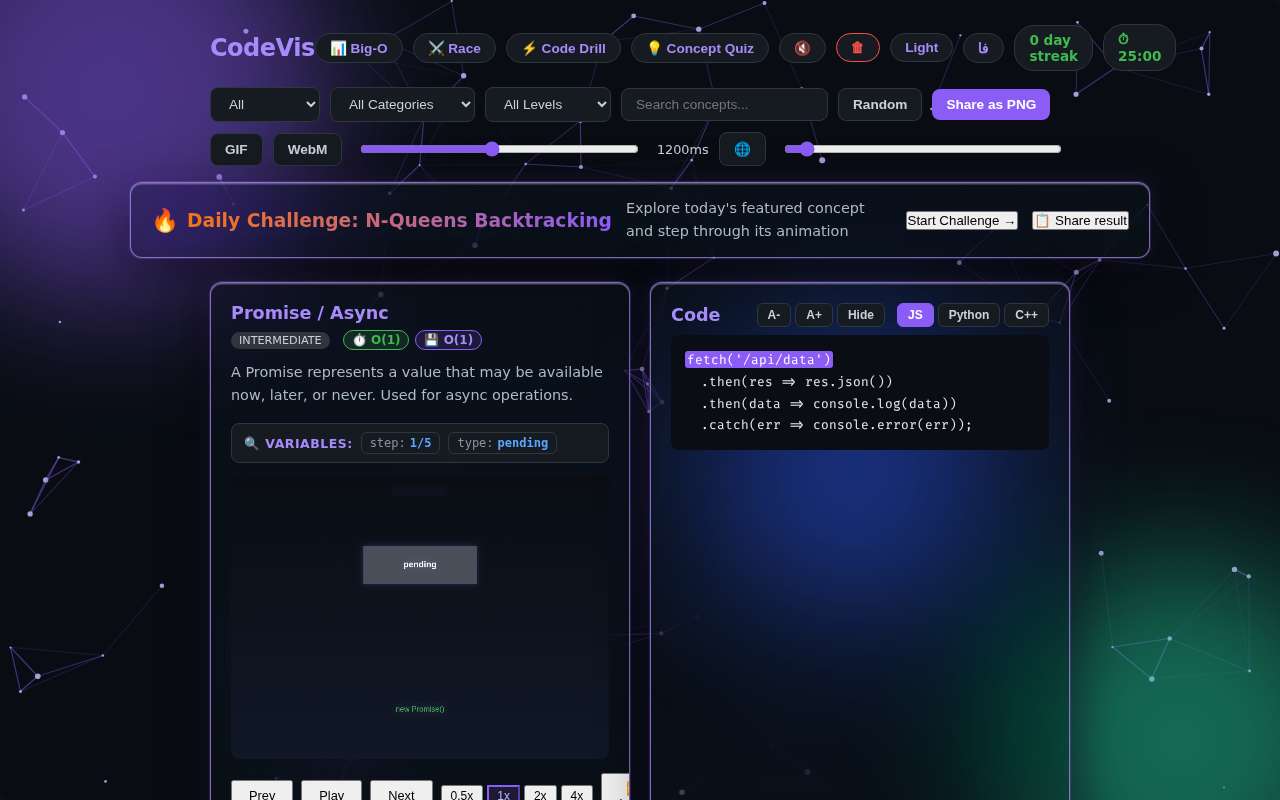 CodeVis 📊 Big-O ⚔️ Race ⚡ Code Drill 💡 Concept Quiz 🔇 🗑 Light فا 0 day streak ⏱ 25:00
All All Categories All Levels Search concepts... Random Share as PNG
GIF WebM 1200ms 🌐
🔥 Daily Challenge: N-Queens Backtracking
Explore today's featured concept
and step through its animation
Start Challenge → 📋 Share result
Promise / Async
INTERMEDIATE ⏱️ O(1) 💾 O(1)
A Promise represents a value that may be available
now, later, or never. Used for async operations.
🔍 VARIABLES: step: 1/5 type: pending
pending
new Promise()
Prev Play Next 0.5x 1x 2x 4x
Code A- A+ Hide JS Python C++
fetch('/api/data')
.then(res => res.json())
.then(data => console.log(data))
.catch(err => console.error(err));